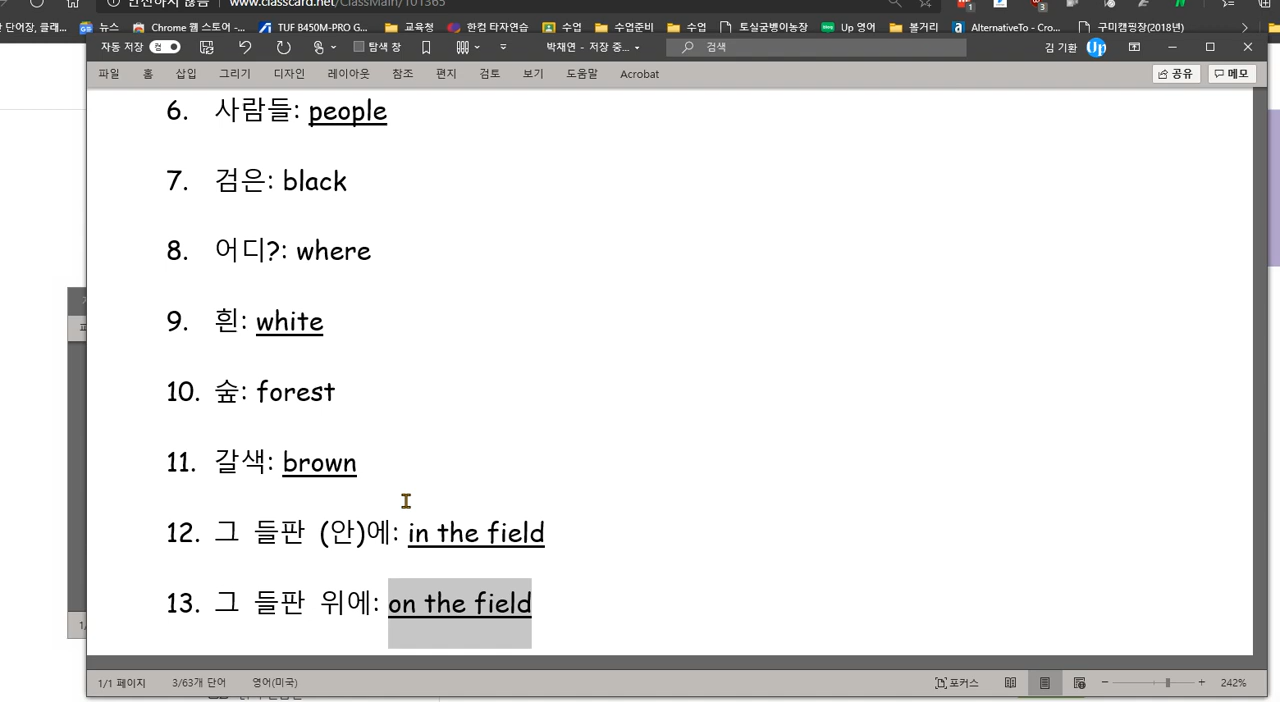 www.classcard.net/ClassMain/101365
단어장, 클래... 뉴스 Chrome 웹 스토어 -... TUF B450M-PRO G... 교육청 한컴 타자연습 수업 수업준비 수업 토실굼벵이농장 Up 영어 볼거리 AlternativeTo - Cro... 구미캠핑장(2018년)
자동 저장 탐색 창 박채연 - 저장 중... 검색 김 기환 Up
파일 홈 삽입 그리기 디자인 레이아웃 참조 편지 검토 보기 도움말 Acrobat 공유 메모
6. 사람들: people
7. 검은: black
8. 어디?: where
9. 흰: white
10. 숲: forest
11. 갈색: brown
12. 그 들판 (안)에: in the field
13. 그 들판 위에: on the field
1/1 페이지 3/63개 단어 영어(미국) 포커스 242%